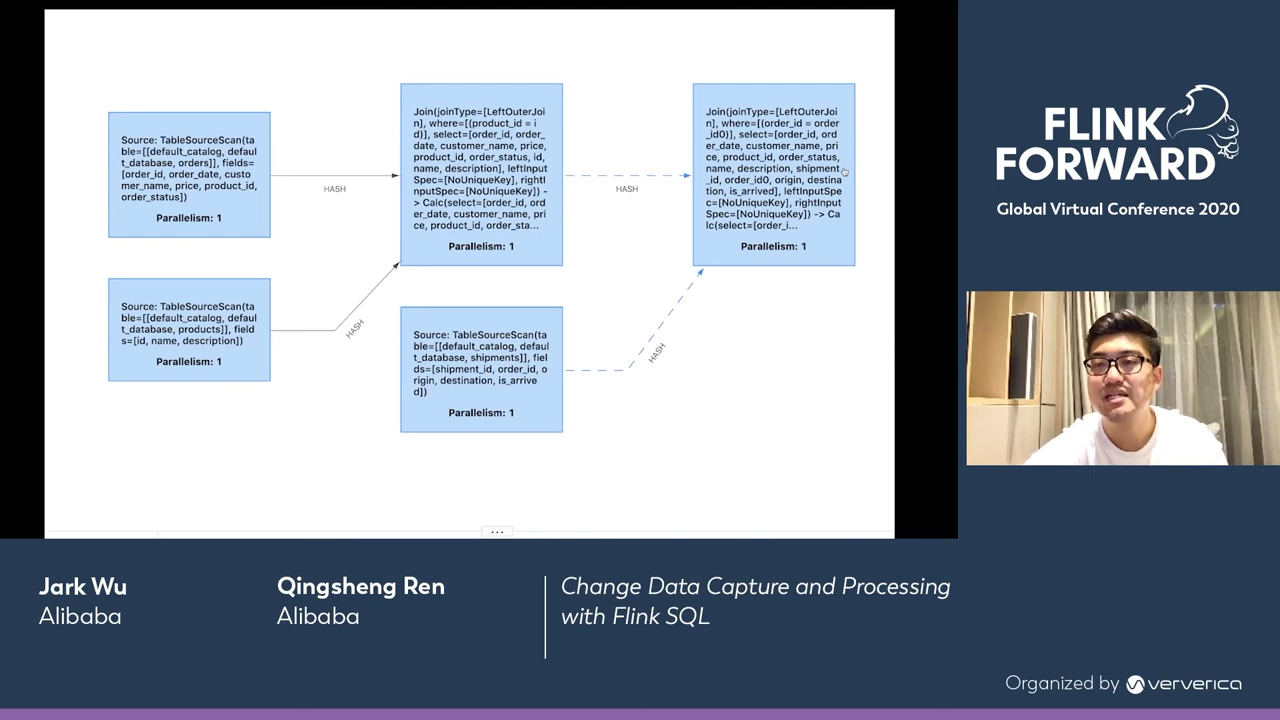 Source: TableSourceScan(ta
ble=[[default_catalog, defau
lt_database, orders]], fields=
[order_id, order_date, custo
mer_name, price, product_id,
order_status])
Parallelism: 1
HASH
Join(joinType=[LeftOuterJoi
n], where=[(product_id = i
d)], select=[order_id, order_
date, customer_name, price,
product_id, order_status, id,
name, description], leftInput
Spec=[NoUniqueKey], rightI
nputSpec=[NoUniqueKey]) -
> Calc(select=[order_id, ord
er_date, customer_name, pri
ce, product_id, order_sta...
Parallelism: 1
HASH
Join(joinType=[LeftOuterJoi
n], where=[(order_id = order
_id0)], select=[order_id, ord
er_date, customer_name, pri
ce, product_id, order_status,
name, description, shipment
_id, order_id0, origin, destina
tion, is_arrived], leftInputSpe
c=[NoUniqueKey], rightInput
Spec=[NoUniqueKey]) -> Ca
lc(select=[order_i...
Parallelism: 1
Source: TableSourceScan(ta
ble=[[default_catalog, defau
lt_database, products]], field
s=[id, name, description])
Parallelism: 1
HASH
Source: TableSourceScan(ta
ble=[[default_catalog, defau
lt_database, shipments]], fiel
ds=[shipment_id, order_id, o
rigin, destination, is_arrive
d])
Parallelism: 1
HASH
...
FLINK
FORWARD
Global Virtual Conference 2020
Jark Wu
Alibaba
Qingsheng Ren
Alibaba
Change Data Capture and Processing
with Flink SQL
Organized by ververica